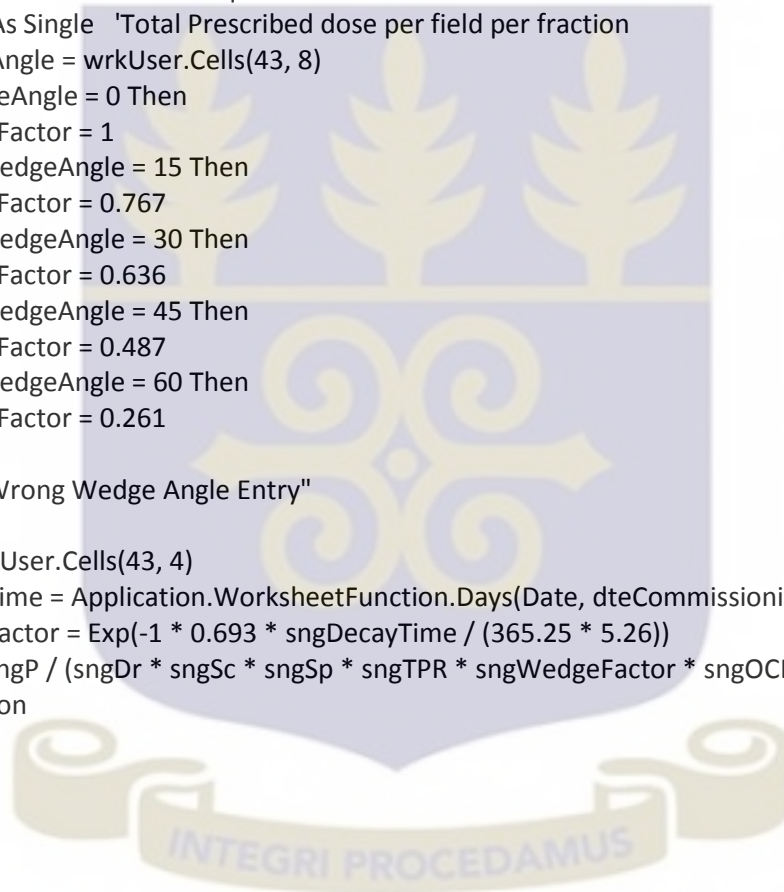 As Single 'Total Prescribed dose per field per fraction
Angle = wrkUser.Cells(43, 8)
eAngle = 0 Then
Factor = 1
edgeAngle = 15 Then
Factor = 0.767
edgeAngle = 30 Then
Factor = 0.636
edgeAngle = 45 Then
Factor = 0.487
edgeAngle = 60 Then
Factor = 0.261
Wrong Wedge Angle Entry"
User.Cells(43, 4)
ime = Application.WorksheetFunction.Days(Date, dteCommissioni
actor = Exp(-1 * 0.693 * sngDecayTime / (365.25 * 5.26))
ngP / (sngDr * sngSc * sngSp * sngTPR * sngWedgeFactor * sngOC
on
INTEGRI PROCEDAMUS